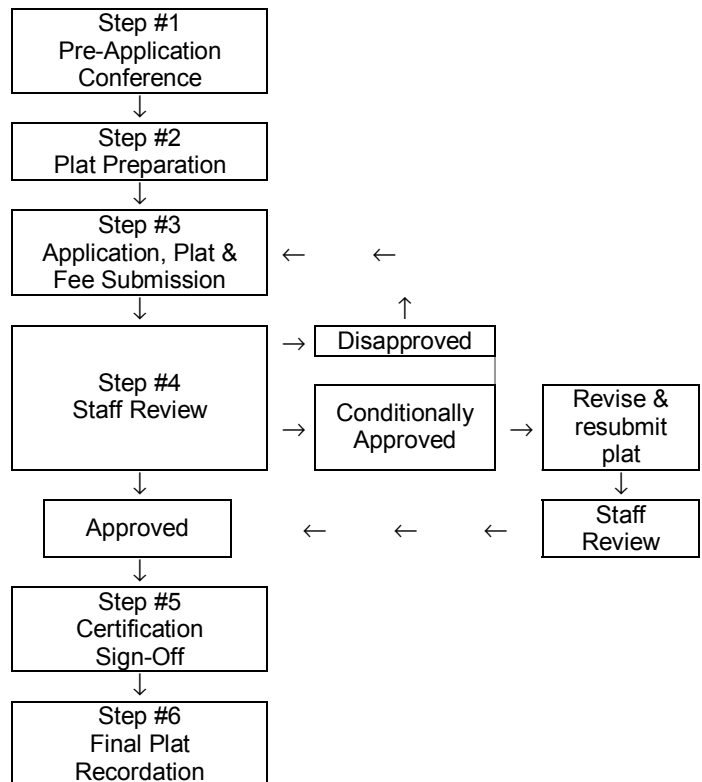 Step #1
Pre-Application
Conference
↓
Step #2
Plat Preparation
↓
Step #3
Application, Plat &
Fee Submission
← ←
↓
↑
→
Disapproved
Step #4
Staff Review
→
Conditionally
Approved
→
Revise &
resubmit
plat
↓
↓
Approved
← ← ←
Staff
Review
↓
Step #5
Certification
Sign-Off
↓
Step #6
Final Plat
Recordation